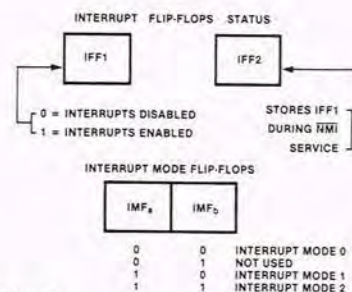 INTERRUPT FLIP-FLOPS STATUS
IFF1
IFF2
0 = INTERRUPTS DISABLED
1 = INTERRUPTS ENABLED
STORES IFF1
DURING N̅M̅I̅
SERVICE
INTERRUPT MODE FLIP-FLOPS
IMFa IMFb
0 0 INTERRUPT MODE 0
0 1 NOT USED
1 0 INTERRUPT MODE 1
1 1 INTERRUPT MODE 2